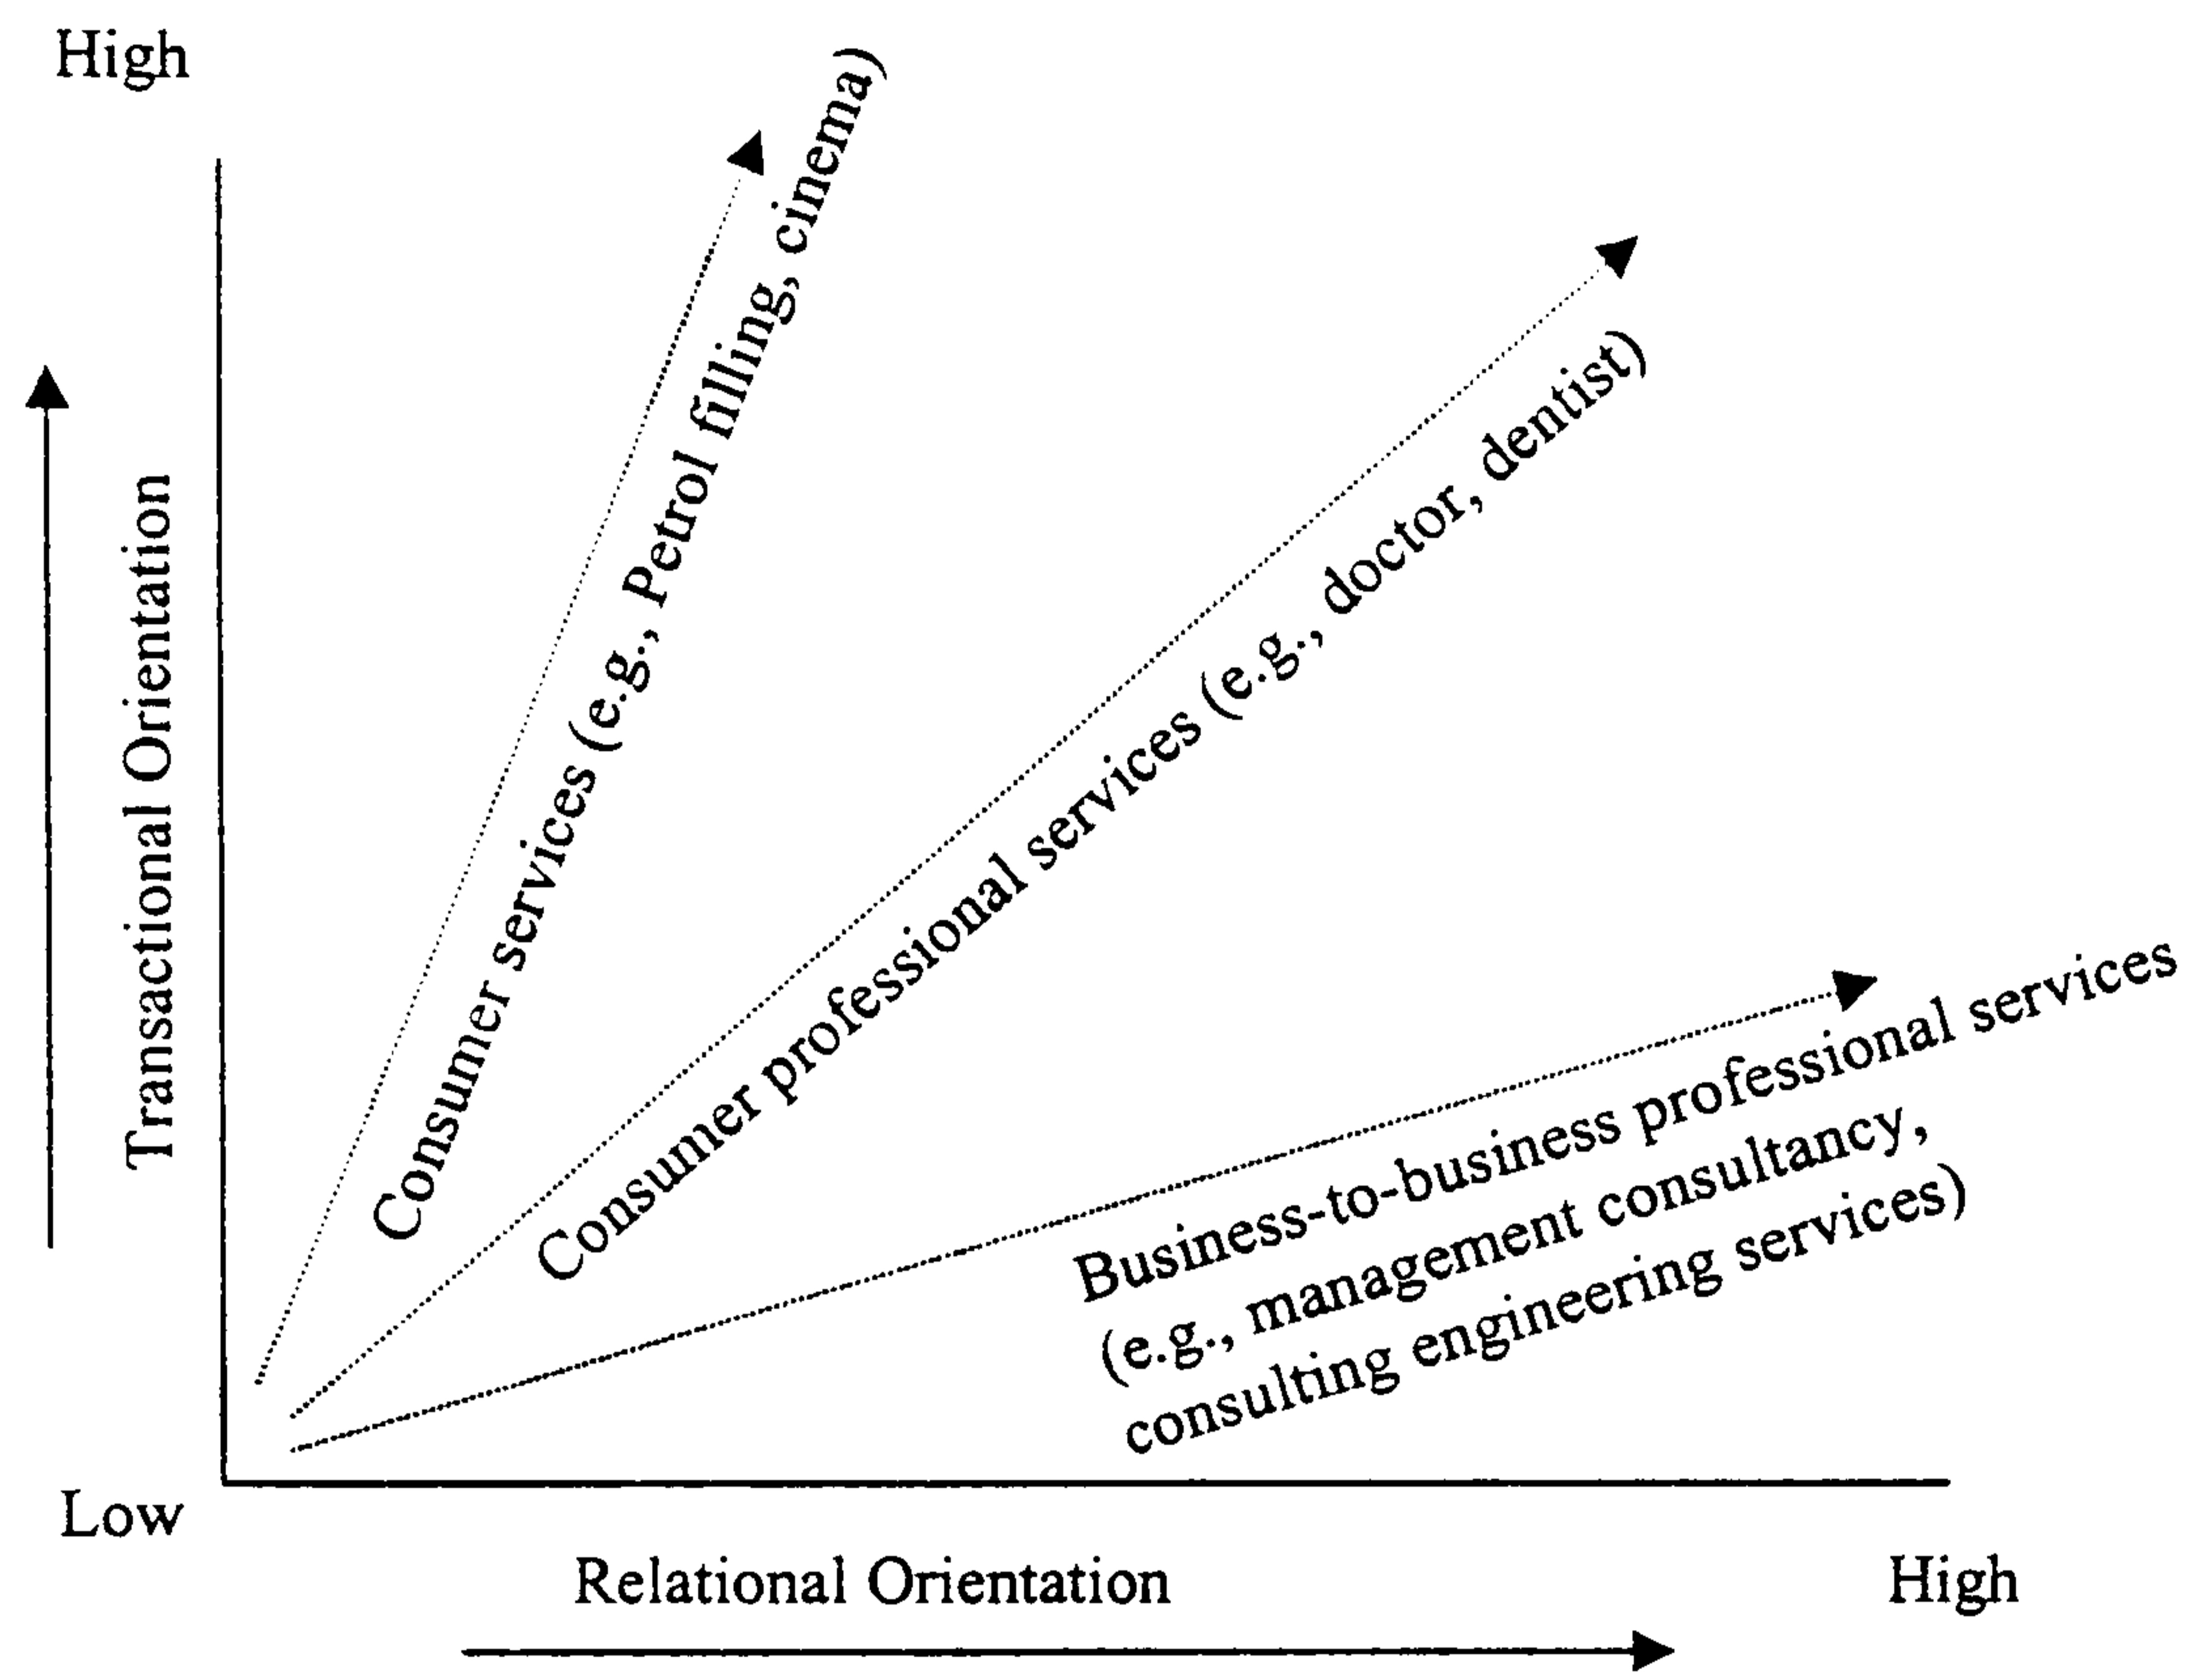 High
Transactional Orientation
Consumer services (e.g., Petrol filling, cinema)
Consumer professional services (e.g., doctor, dentist)
Business-to-business professional services
(e.g., management consultancy,
consulting engineering services)
Low
Relational Orientation
High